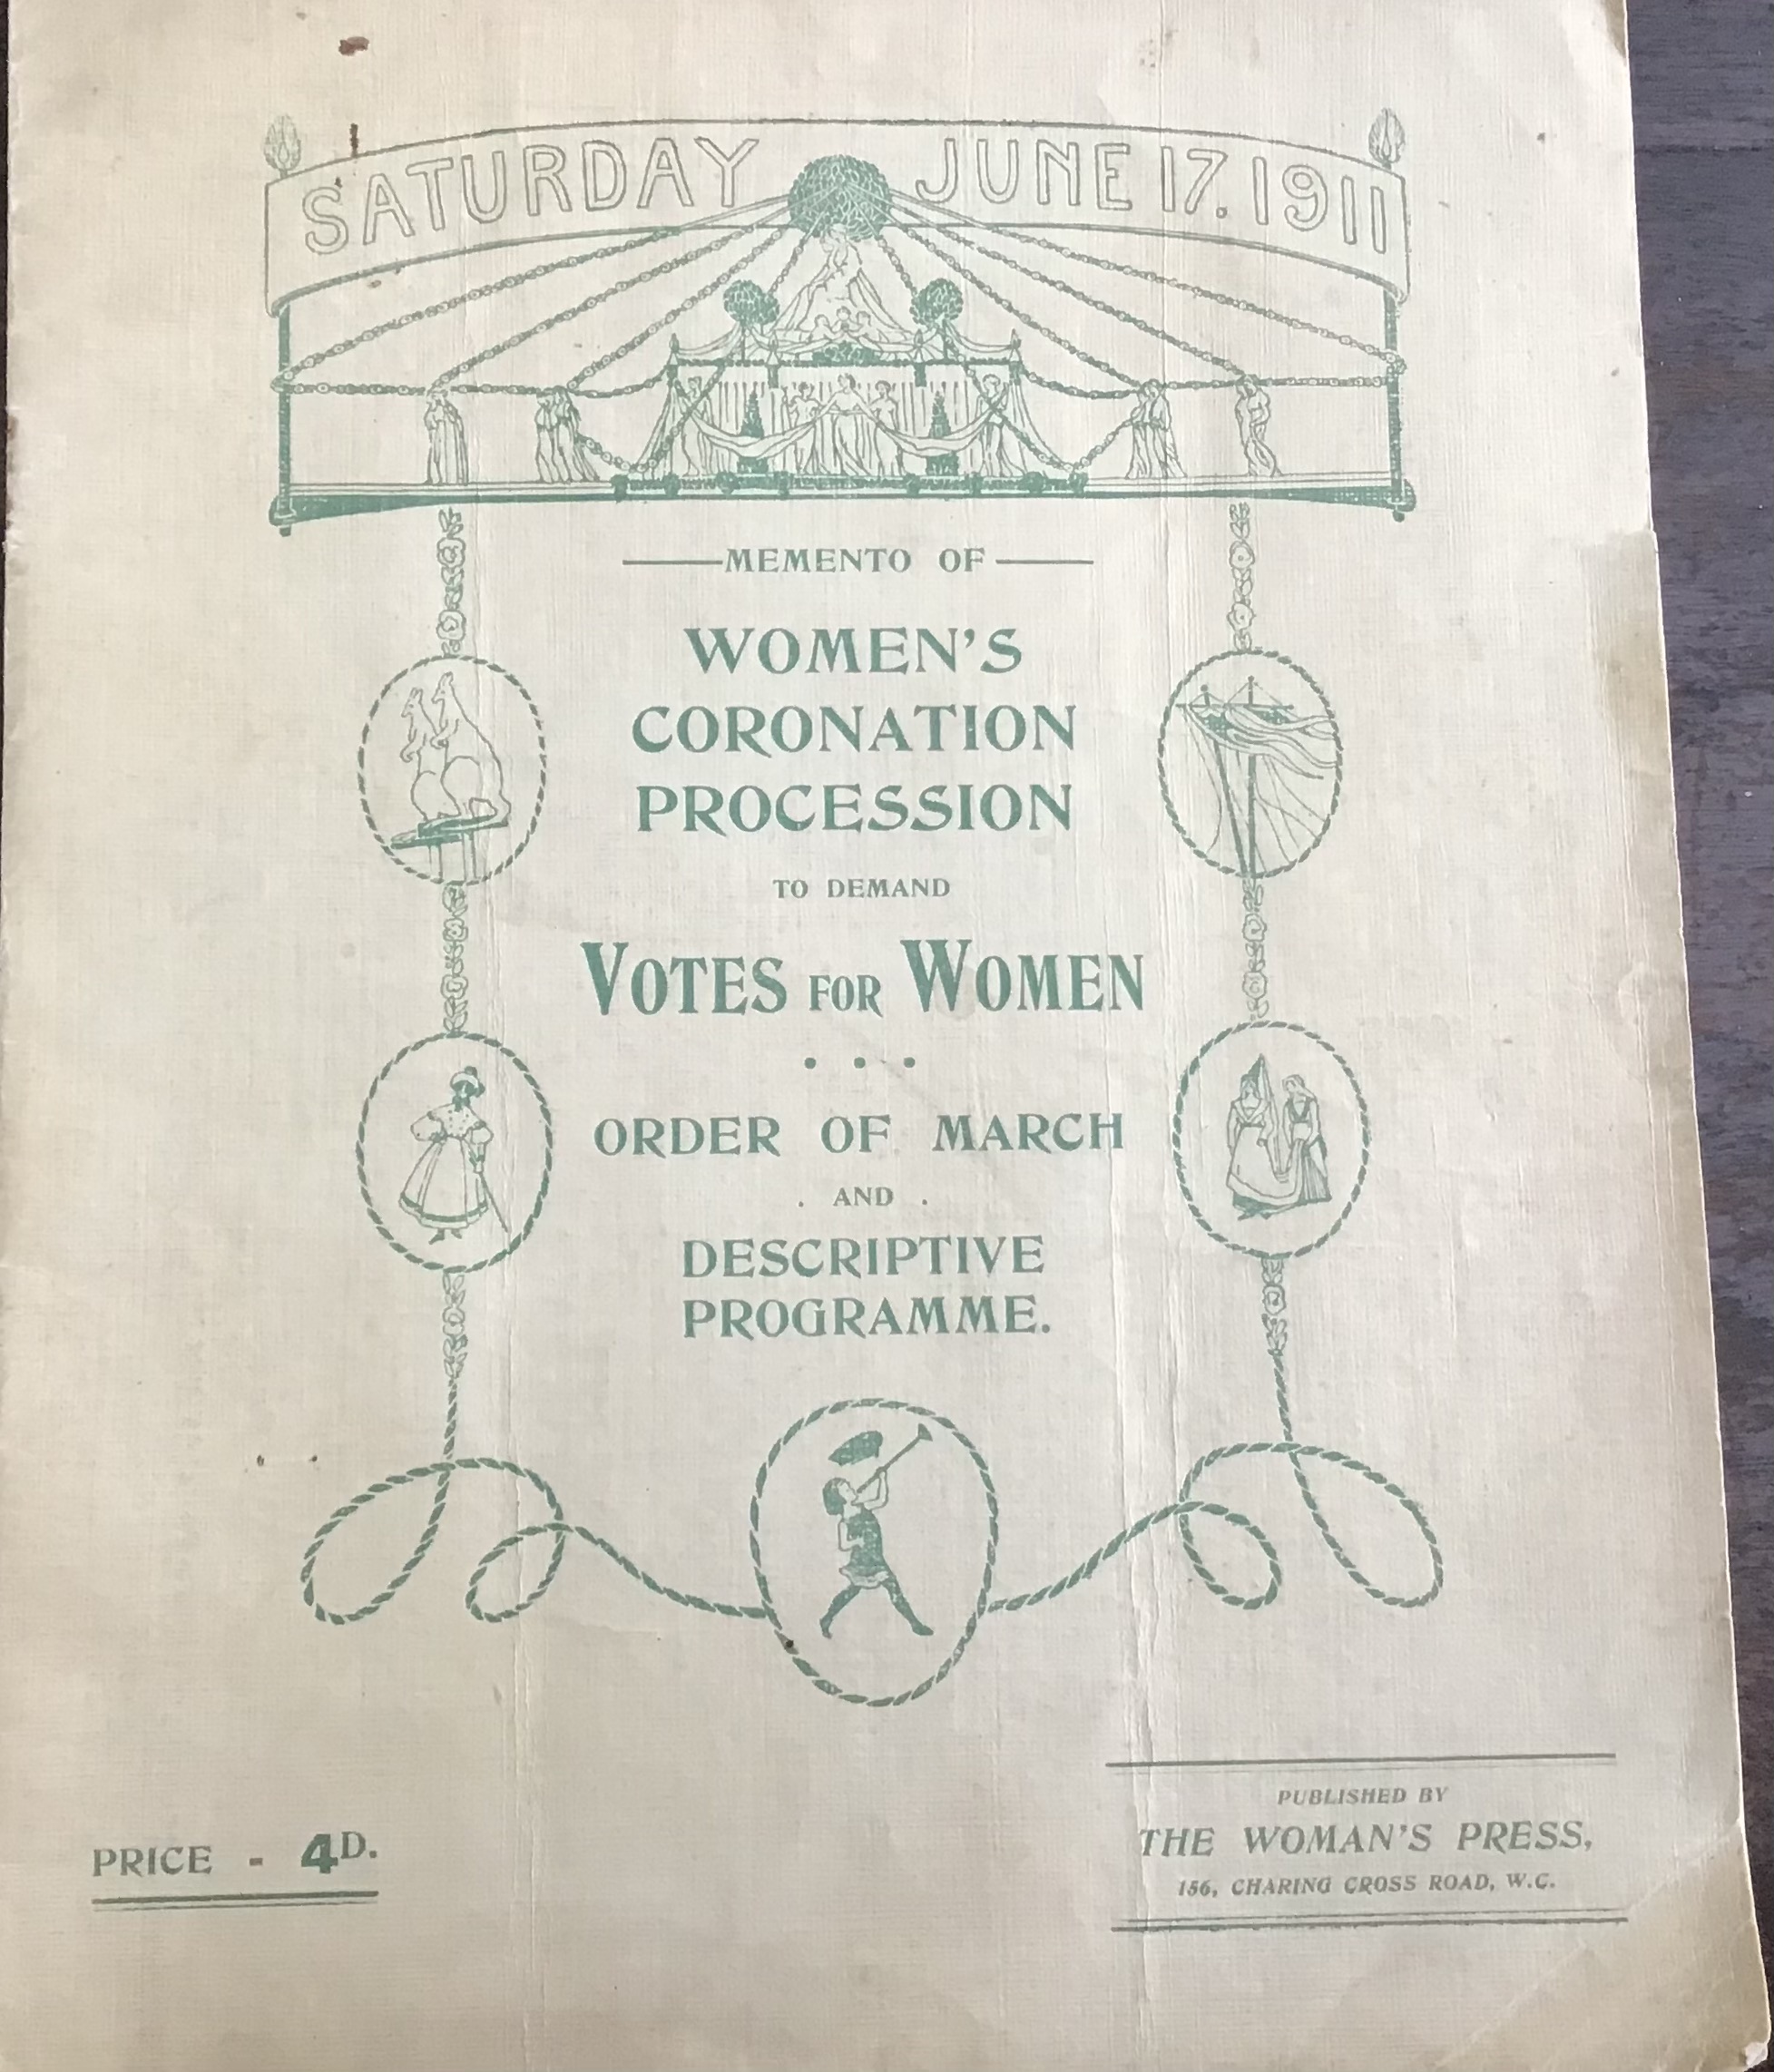 SATURDAY JUNE 17. 1911
MEMENTO OF
WOMEN'S
CORONATION
PROCESSION
TO DEMAND
VOTES FOR WOMEN
. . .
ORDER OF MARCH
. AND .
DESCRIPTIVE
PROGRAMME.
PRICE - 4D.
PUBLISHED BY
THE WOMAN'S PRESS,
156, CHARING CROSS ROAD, W.C.